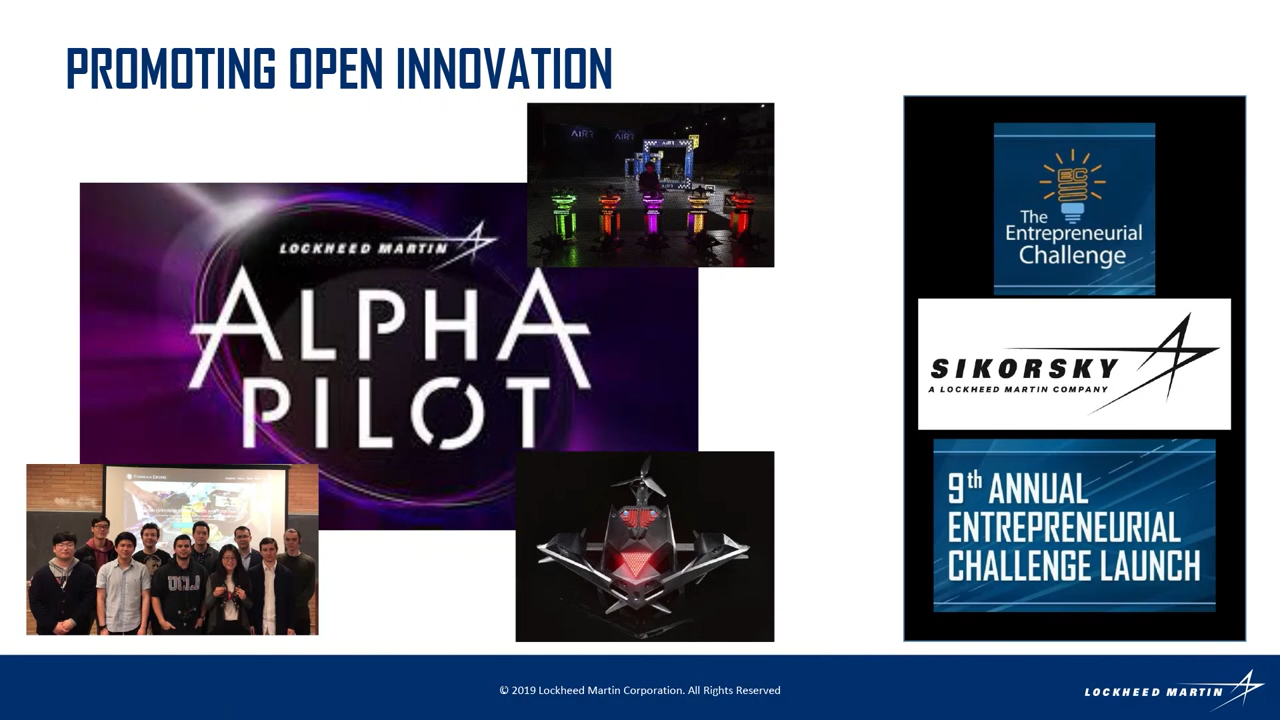 PROMOTING OPEN INNOVATION
AIRR
LOCKHEED MARTIN
ALPHA
PILOT
UCLA
The
Entrepreneurial
Challenge
SIKORSKY
A LOCKHEED MARTIN COMPANY
9th ANNUAL
ENTREPRENEURIAL
CHALLENGE LAUNCH
© 2019 Lockheed Martin Corporation. All Rights Reserved
LOCKHEED MARTIN